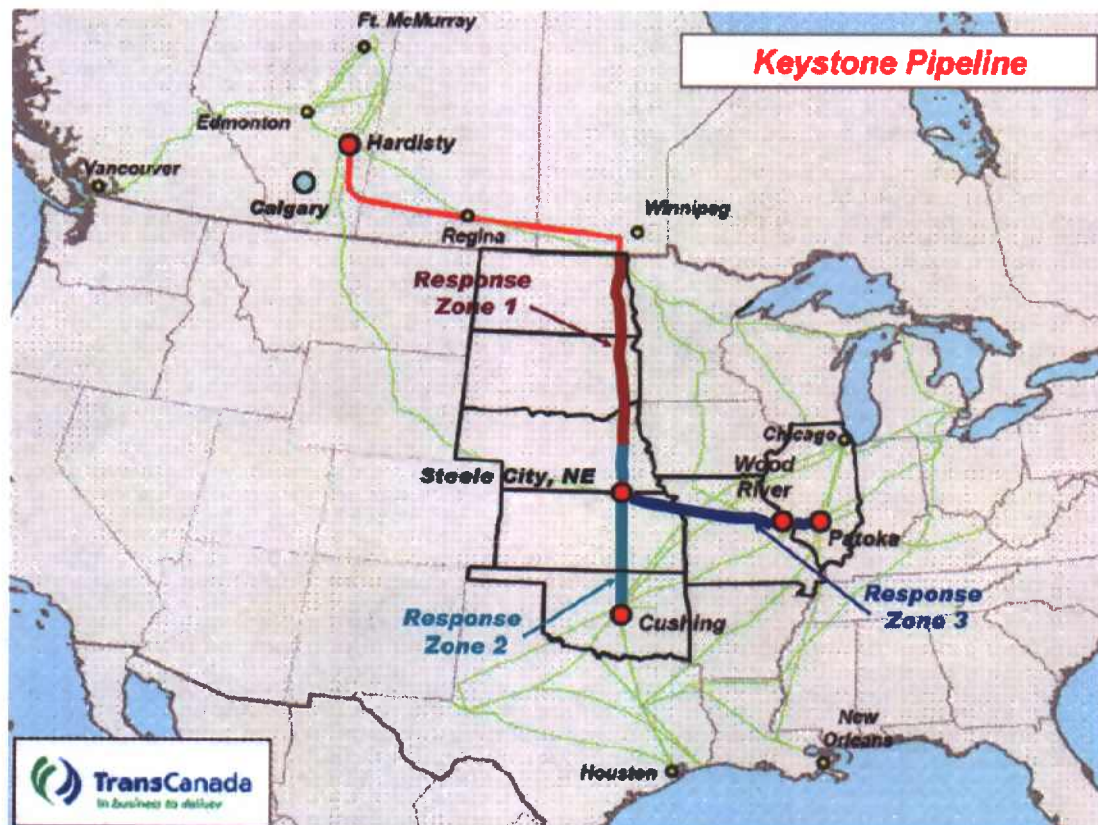 Ft. McMurray
Keystone Pipeline
Edmonton
Hardisty
Vancouver
Calgary
Regina
Winnipeg
Response
Zone 1
Chicago
Steele City, NE
Wood
River
Patoka
Response
Zone 3
Response
Zone 2
Cushing
New
Orleans
Houston
TransCanada
In business to deliver